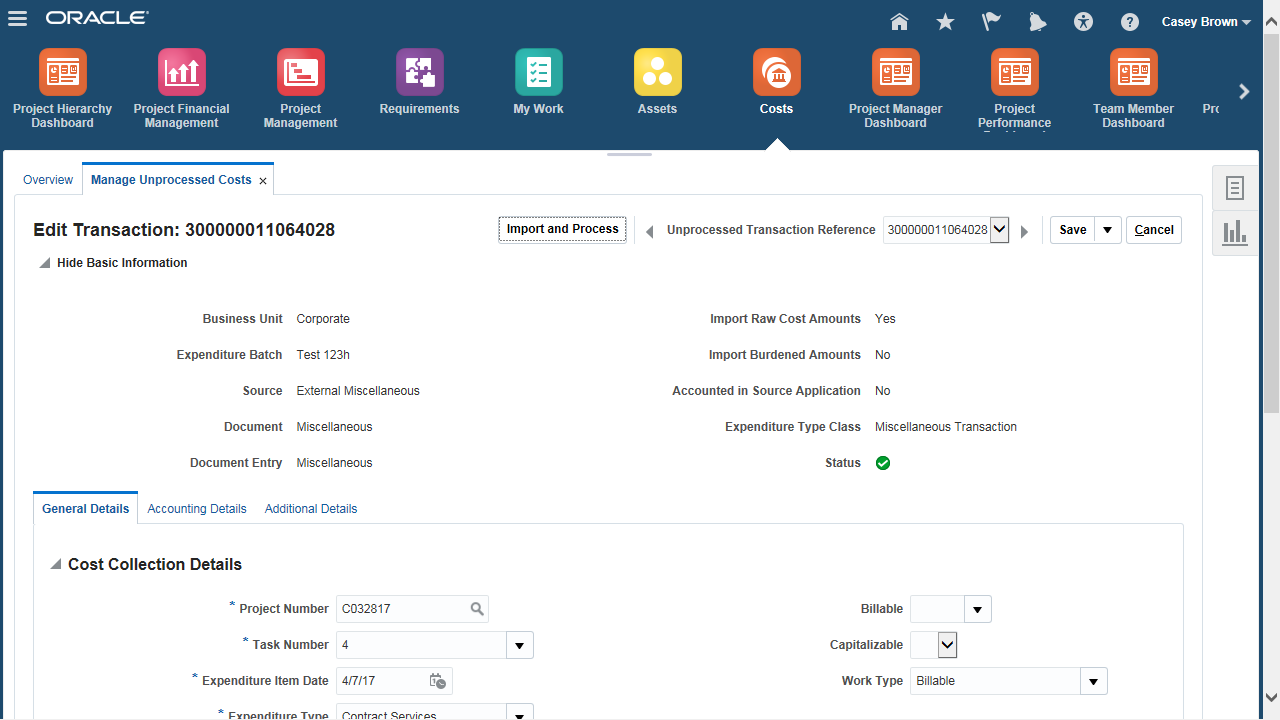 ORACLE
Casey Brown
Project Hierarchy Dashboard
Project Financial Management
Project Management
Requirements
My Work
Assets
Costs
Project Manager Dashboard
Project Performance
Team Member Dashboard
Overview
Manage Unprocessed Costs
Edit Transaction: 300000011064028
Import and Process
Unprocessed Transaction Reference 300000011064028
Save
Cancel
Hide Basic Information
Business Unit Corporate
Import Raw Cost Amounts Yes
Expenditure Batch Test 123h
Import Burdened Amounts No
Source External Miscellaneous
Accounted in Source Application No
Document Miscellaneous
Expenditure Type Class Miscellaneous Transaction
Document Entry Miscellaneous
Status
General Details
Accounting Details
Additional Details
Cost Collection Details
* Project Number C032817
Billable
* Task Number 4
Capitalizable
* Expenditure Item Date 4/7/17
Work Type Billable
* Expenditure Type Contract Services